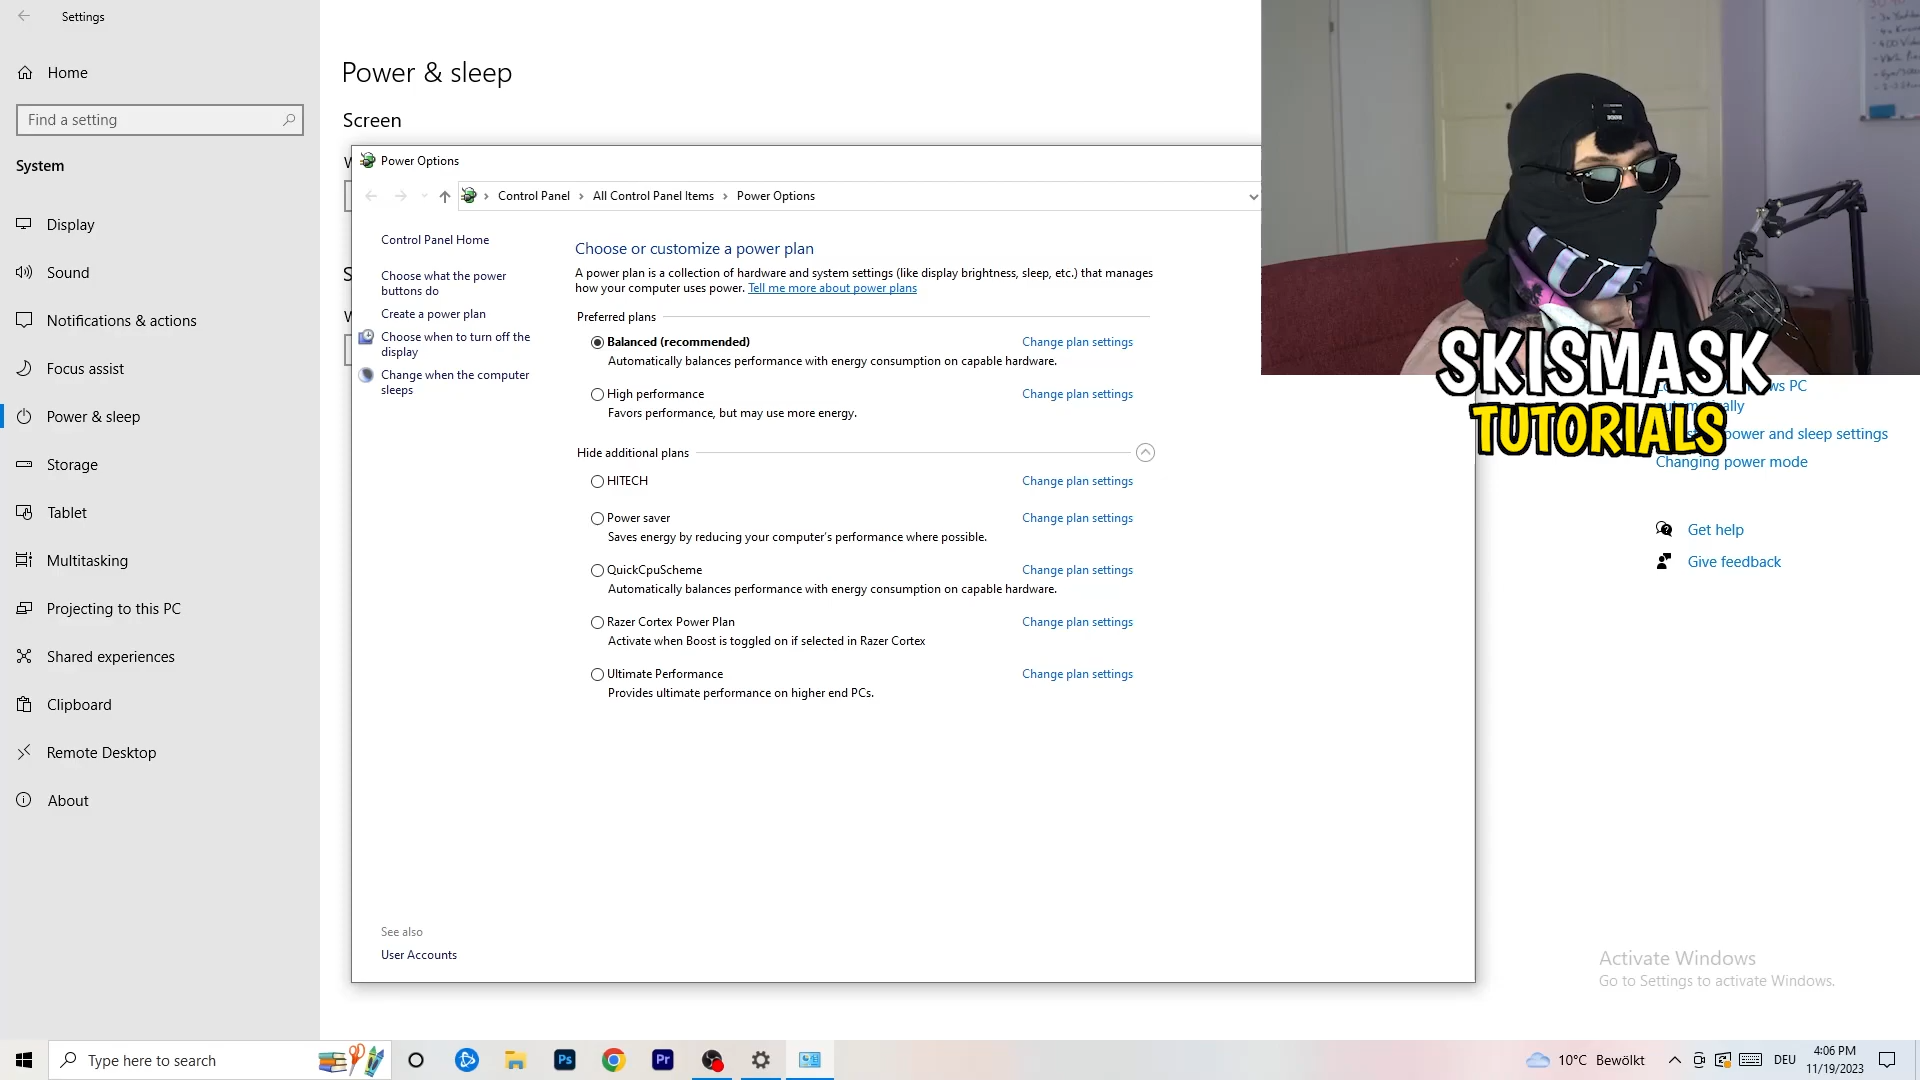 Settings
Home
Find a setting
System
Display
Sound
Notifications & actions
Focus assist
Power & sleep
Storage
Tablet
Multitasking
Projecting to this PC
Shared experiences
Clipboard
Remote Desktop
About
Power & sleep
Screen
Power Options
Control Panel
All Control Panel Items
Power Options
Control Panel Home
Choose what the power
buttons do
Create a power plan
Choose when to turn off the
display
Change when the computer
sleeps
Choose or customize a power plan
A power plan is a collection of hardware and system settings (like display brightness, sleep, etc.) that manages
how your computer uses power. Tell me more about power plans
Preferred plans
Balanced (recommended)
Change plan settings
Automatically balances performance with energy consumption on capable hardware.
High performance
Change plan settings
Favors performance, but may use more energy.
Hide additional plans
HITECH
Change plan settings
Power saver
Change plan settings
Saves energy by reducing your computer's performance where possible.
QuickCpuScheme
Change plan settings
Automatically balances performance with energy consumption on capable hardware.
Razer Cortex Power Plan
Change plan settings
Activate when Boost is toggled on if selected in Razer Cortex
Ultimate Performance
Change plan settings
Provides ultimate performance on higher end PCs.
See also
User Accounts
SKISMASK
TUTORIALS
PC
power and sleep settings
Changing power mode
Get help
Give feedback
Activate Windows
Go to Settings to activate Windows.
Type here to search
Ps
Pr
10°C Bewölkt
DEU
4:06 PM
11/19/2023